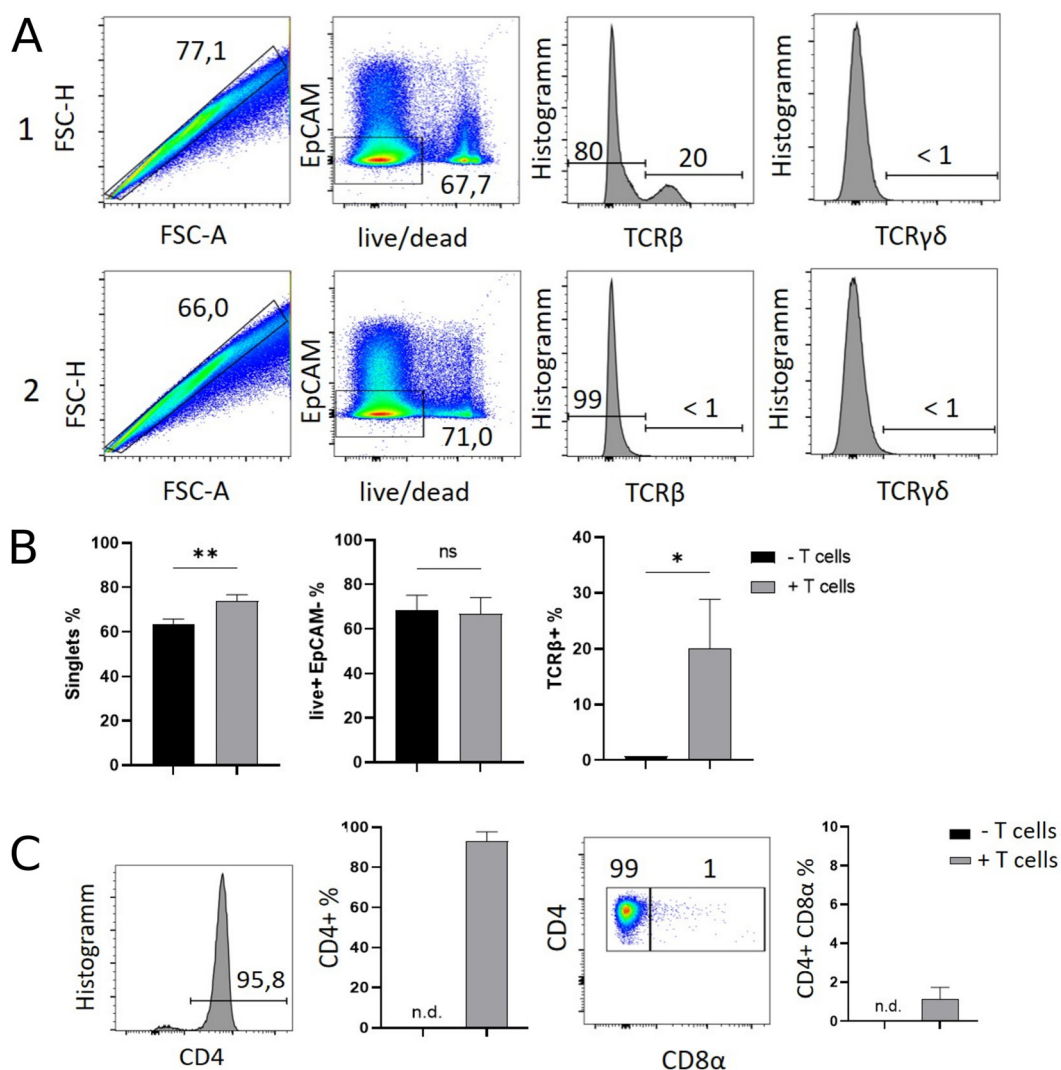 A
1
FSC-H
77,1
FSC-A
EpCAM
67,7
live/dead
Histogramm
80
20
TCRβ
Histogramm
< 1
TCRγδ
2
FSC-H
66,0
FSC-A
EpCAM
71,0
live/dead
Histogramm
99
< 1
TCRβ
Histogramm
< 1
TCRγδ
B
Singlets %
100
80
60
40
20
0
**
live+ EpCAM- %
100
80
60
40
20
0
ns
TCRβ+ %
40
30
20
10
0
*
- T cells
+ T cells
C
Histogramm
95,8
CD4
CD4+ %
100
80
60
40
20
0
n.d.
CD4
99
1
CD8α
CD4+ CD8α %
10
8
6
4
2
0
n.d.
- T cells
+ T cells